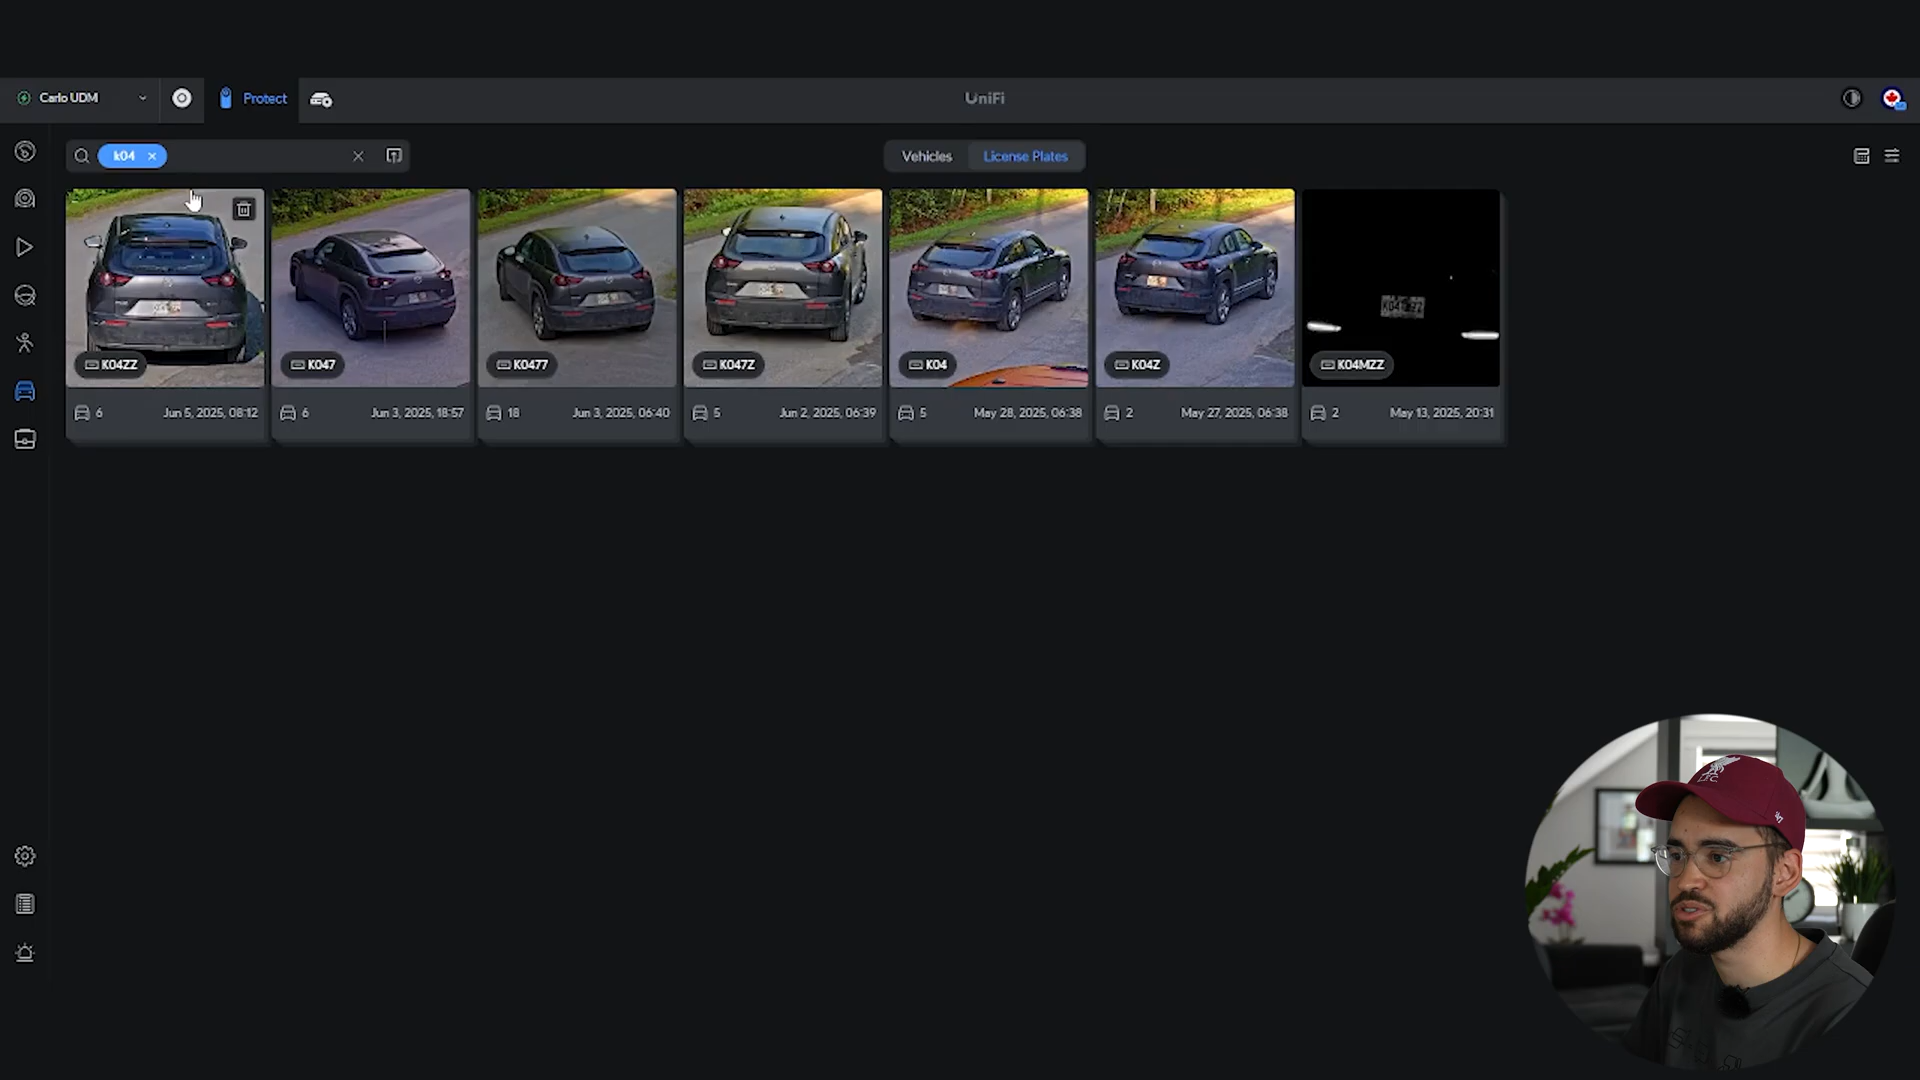 Carlo UDM
Protect
UniFi
k04
Vehicles
License Plates
K04ZZ
K047
K0477
K047Z
K04
K04Z
K04MZZ
6
Jun 5, 2025, 08:12
6
Jun 3, 2025, 18:57
18
Jun 3, 2025, 06:40
5
Jun 2, 2025, 06:39
5
May 28, 2025, 06:38
2
May 27, 2025, 06:38
2
May 13, 2025, 20:31